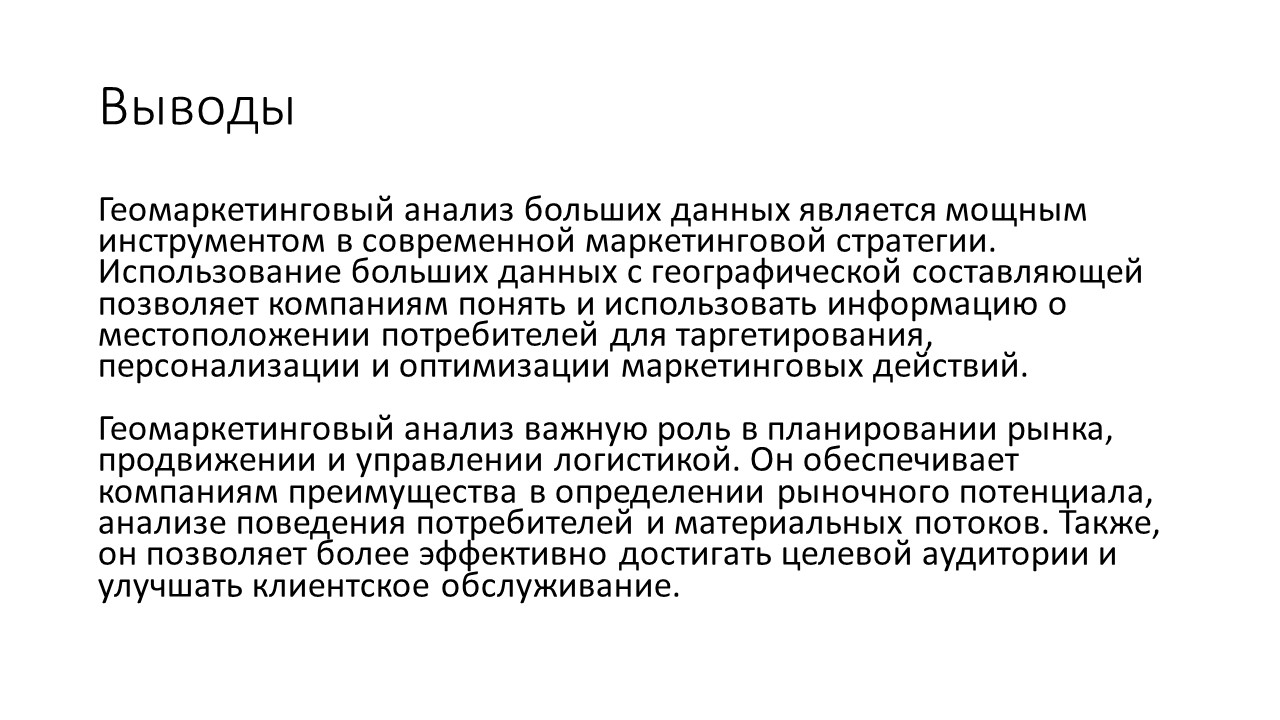 Выводы
Геомаркетинговый анализ больших данных является мощным
инструментом в современной маркетинговой стратегии.
Использование больших данных с географической составляющей
позволяет компаниям понять и использовать информацию о
местоположении потребителей для таргетирования,
персонализации и оптимизации маркетинговых действий.
Геомаркетинговый анализ важную роль в планировании рынка,
продвижении и управлении логистикой. Он обеспечивает
компаниям преимущества в определении рыночного потенциала,
анализе поведения потребителей и материальных потоков. Также,
он позволяет более эффективно достигать целевой аудитории и
улучшать клиентское обслуживание.